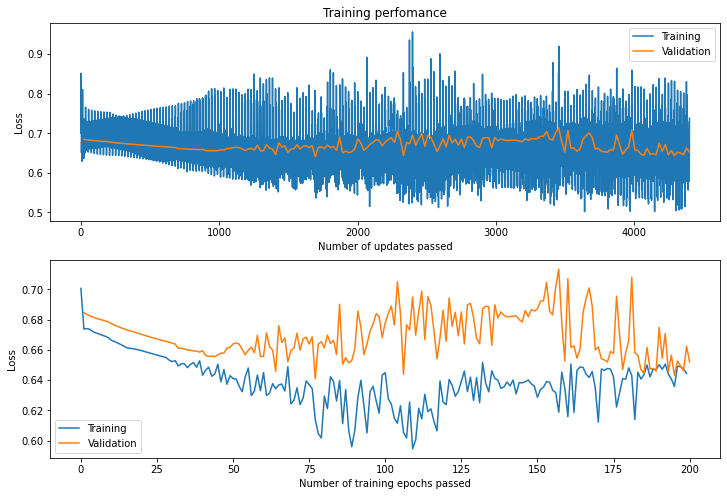 Training perfomance
Training
Validation
Loss
0.9
0.8
0.7
0.6
0.5
0
1000
2000
3000
4000
Number of updates passed
Loss
0.70
0.68
0.66
0.64
0.62
0.60
Training
Validation
0
25
50
75
100
125
150
175
200
Number of training epochs passed